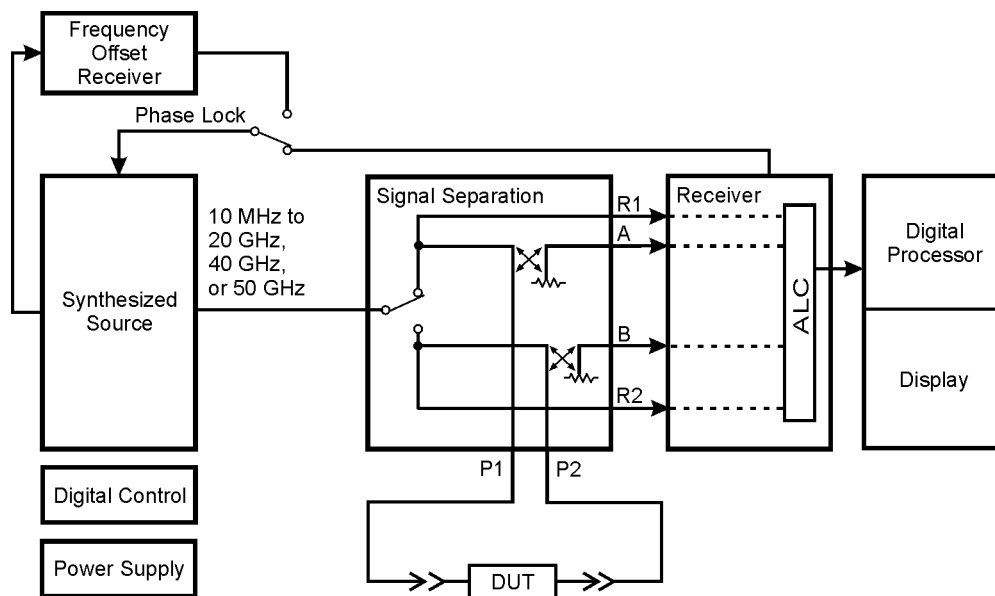 Frequency
Offset
Receiver
Phase Lock
10 MHz to
20 GHz,
40 GHz,
or 50 GHz
Synthesized
Source
Signal Separation
R1
A
B
R2
Receiver
ALC
Digital
Processor
Display
P1
P2
Digital Control
Power Supply
DUT